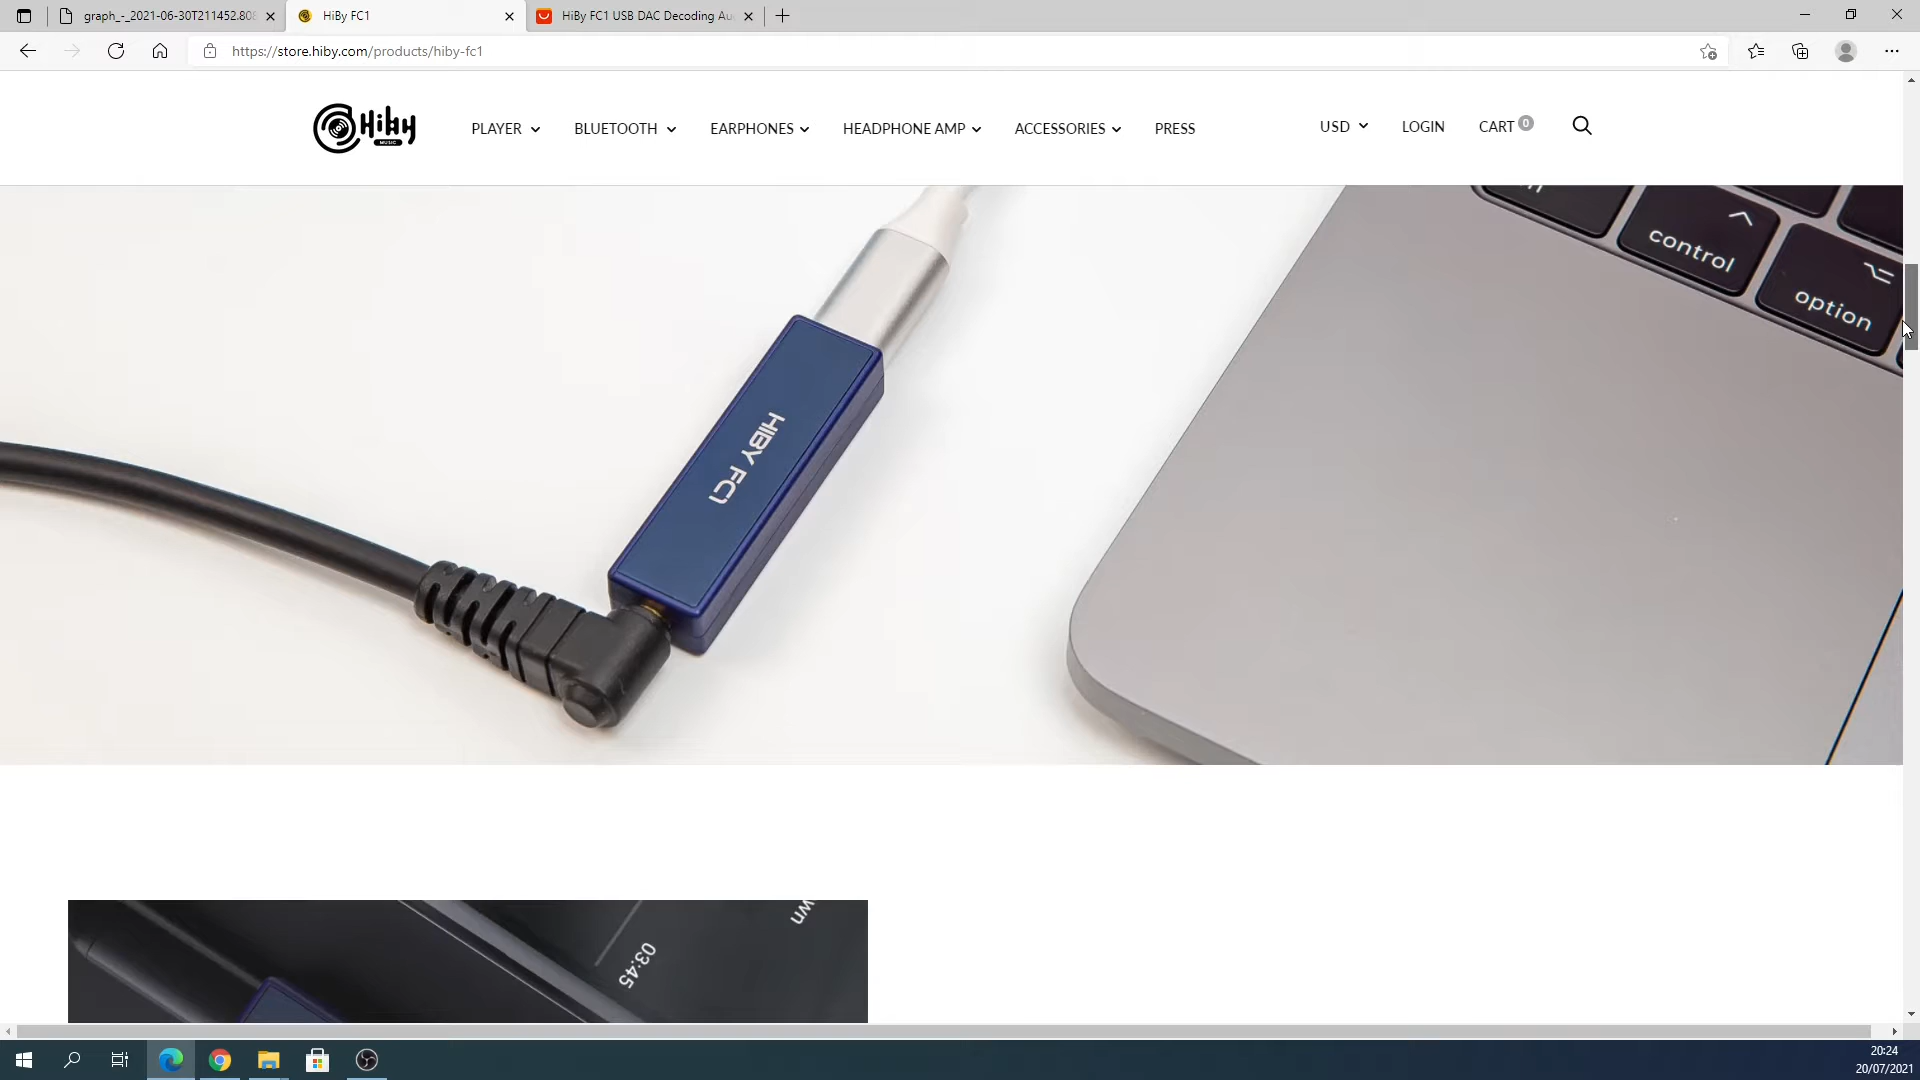 graph_-_2021-06-30T211452.808
HiBy FC1
HiBy FC1 USB DAC Decoding Au
https://store.hiby.com/products/hiby-fc1
HiBy
MUSIC
PLAYER
BLUETOOTH
EARPHONES
HEADPHONE AMP
ACCESSORIES
PRESS
USD
LOGIN
CART 0
control
option
HIBY FC1
03:45
wn
20:24
20/07/2021